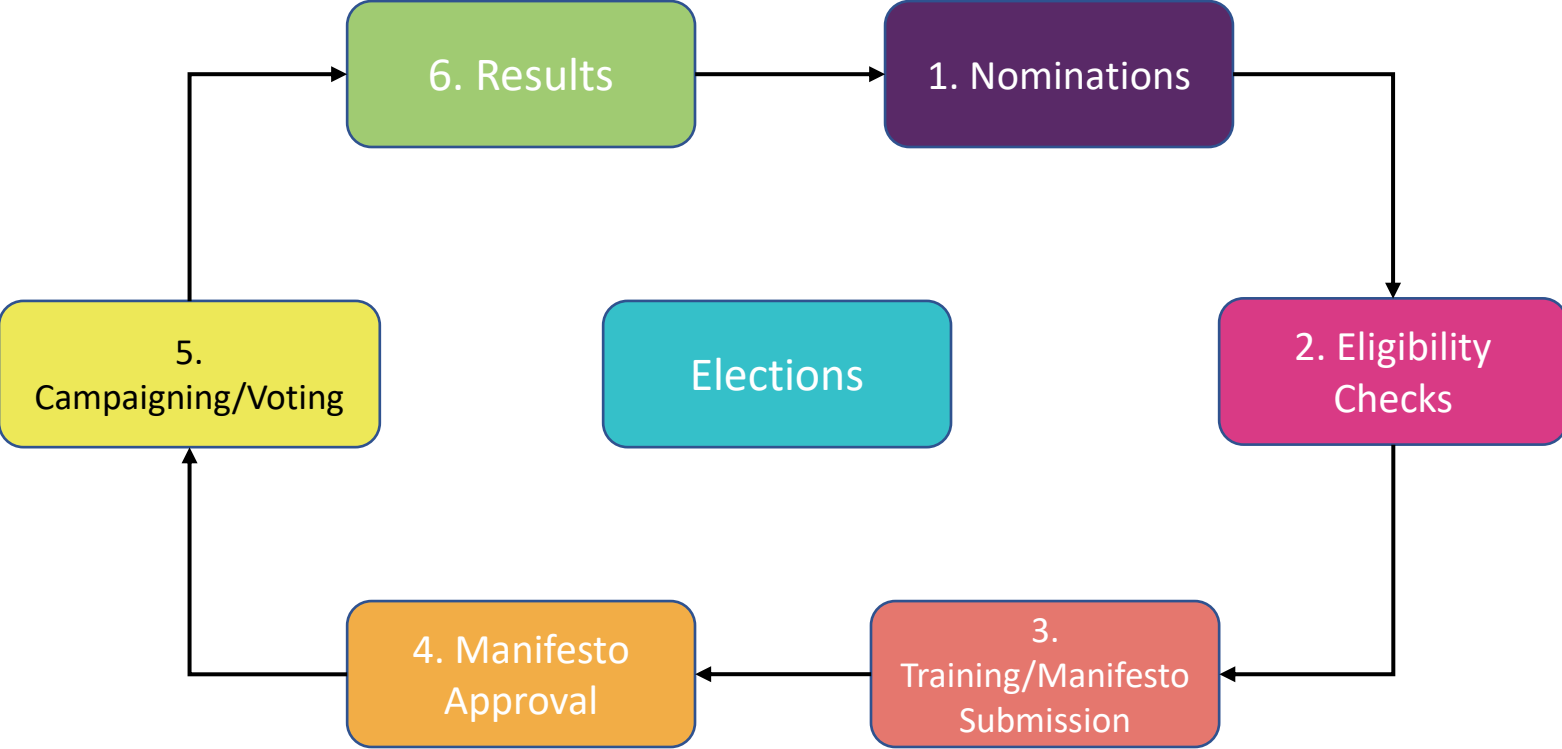 6. Results
1. Nominations
5.
Campaigning/Voting
Elections
2. Eligibility
Checks
4. Manifesto
Approval
3.
Training/Manifesto
Submission